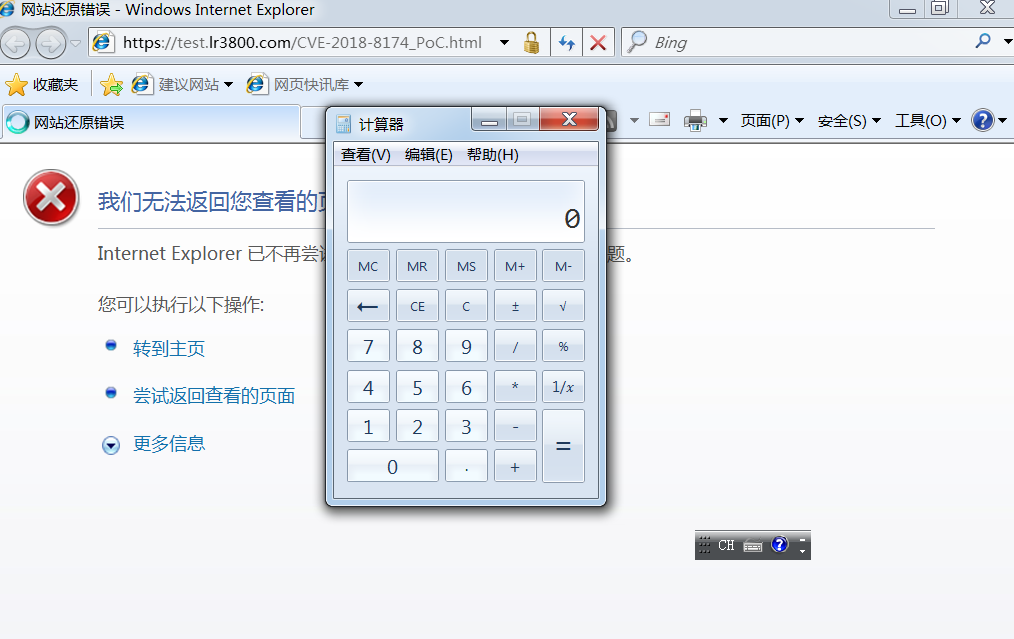 网站还原错误 - Windows Internet Explorer
https://test.lr3800.com/CVE-2018-8174_PoC.html
Bing
收藏夹
建议网站
网页快讯库
网站还原错误
页面(P)
安全(S)
工具(O)
计算器
查看(V) 编辑(E) 帮助(H)
0
MC MR MS M+ M-
← CE C ± √
7 8 9 / %
4 5 6 * 1/x
1 2 3 - =
0 . +
我们无法返回您查看的
Internet Explorer 已不再尝
题。
您可以执行以下操作:
转到主页
尝试返回查看的页面
更多信息
CH